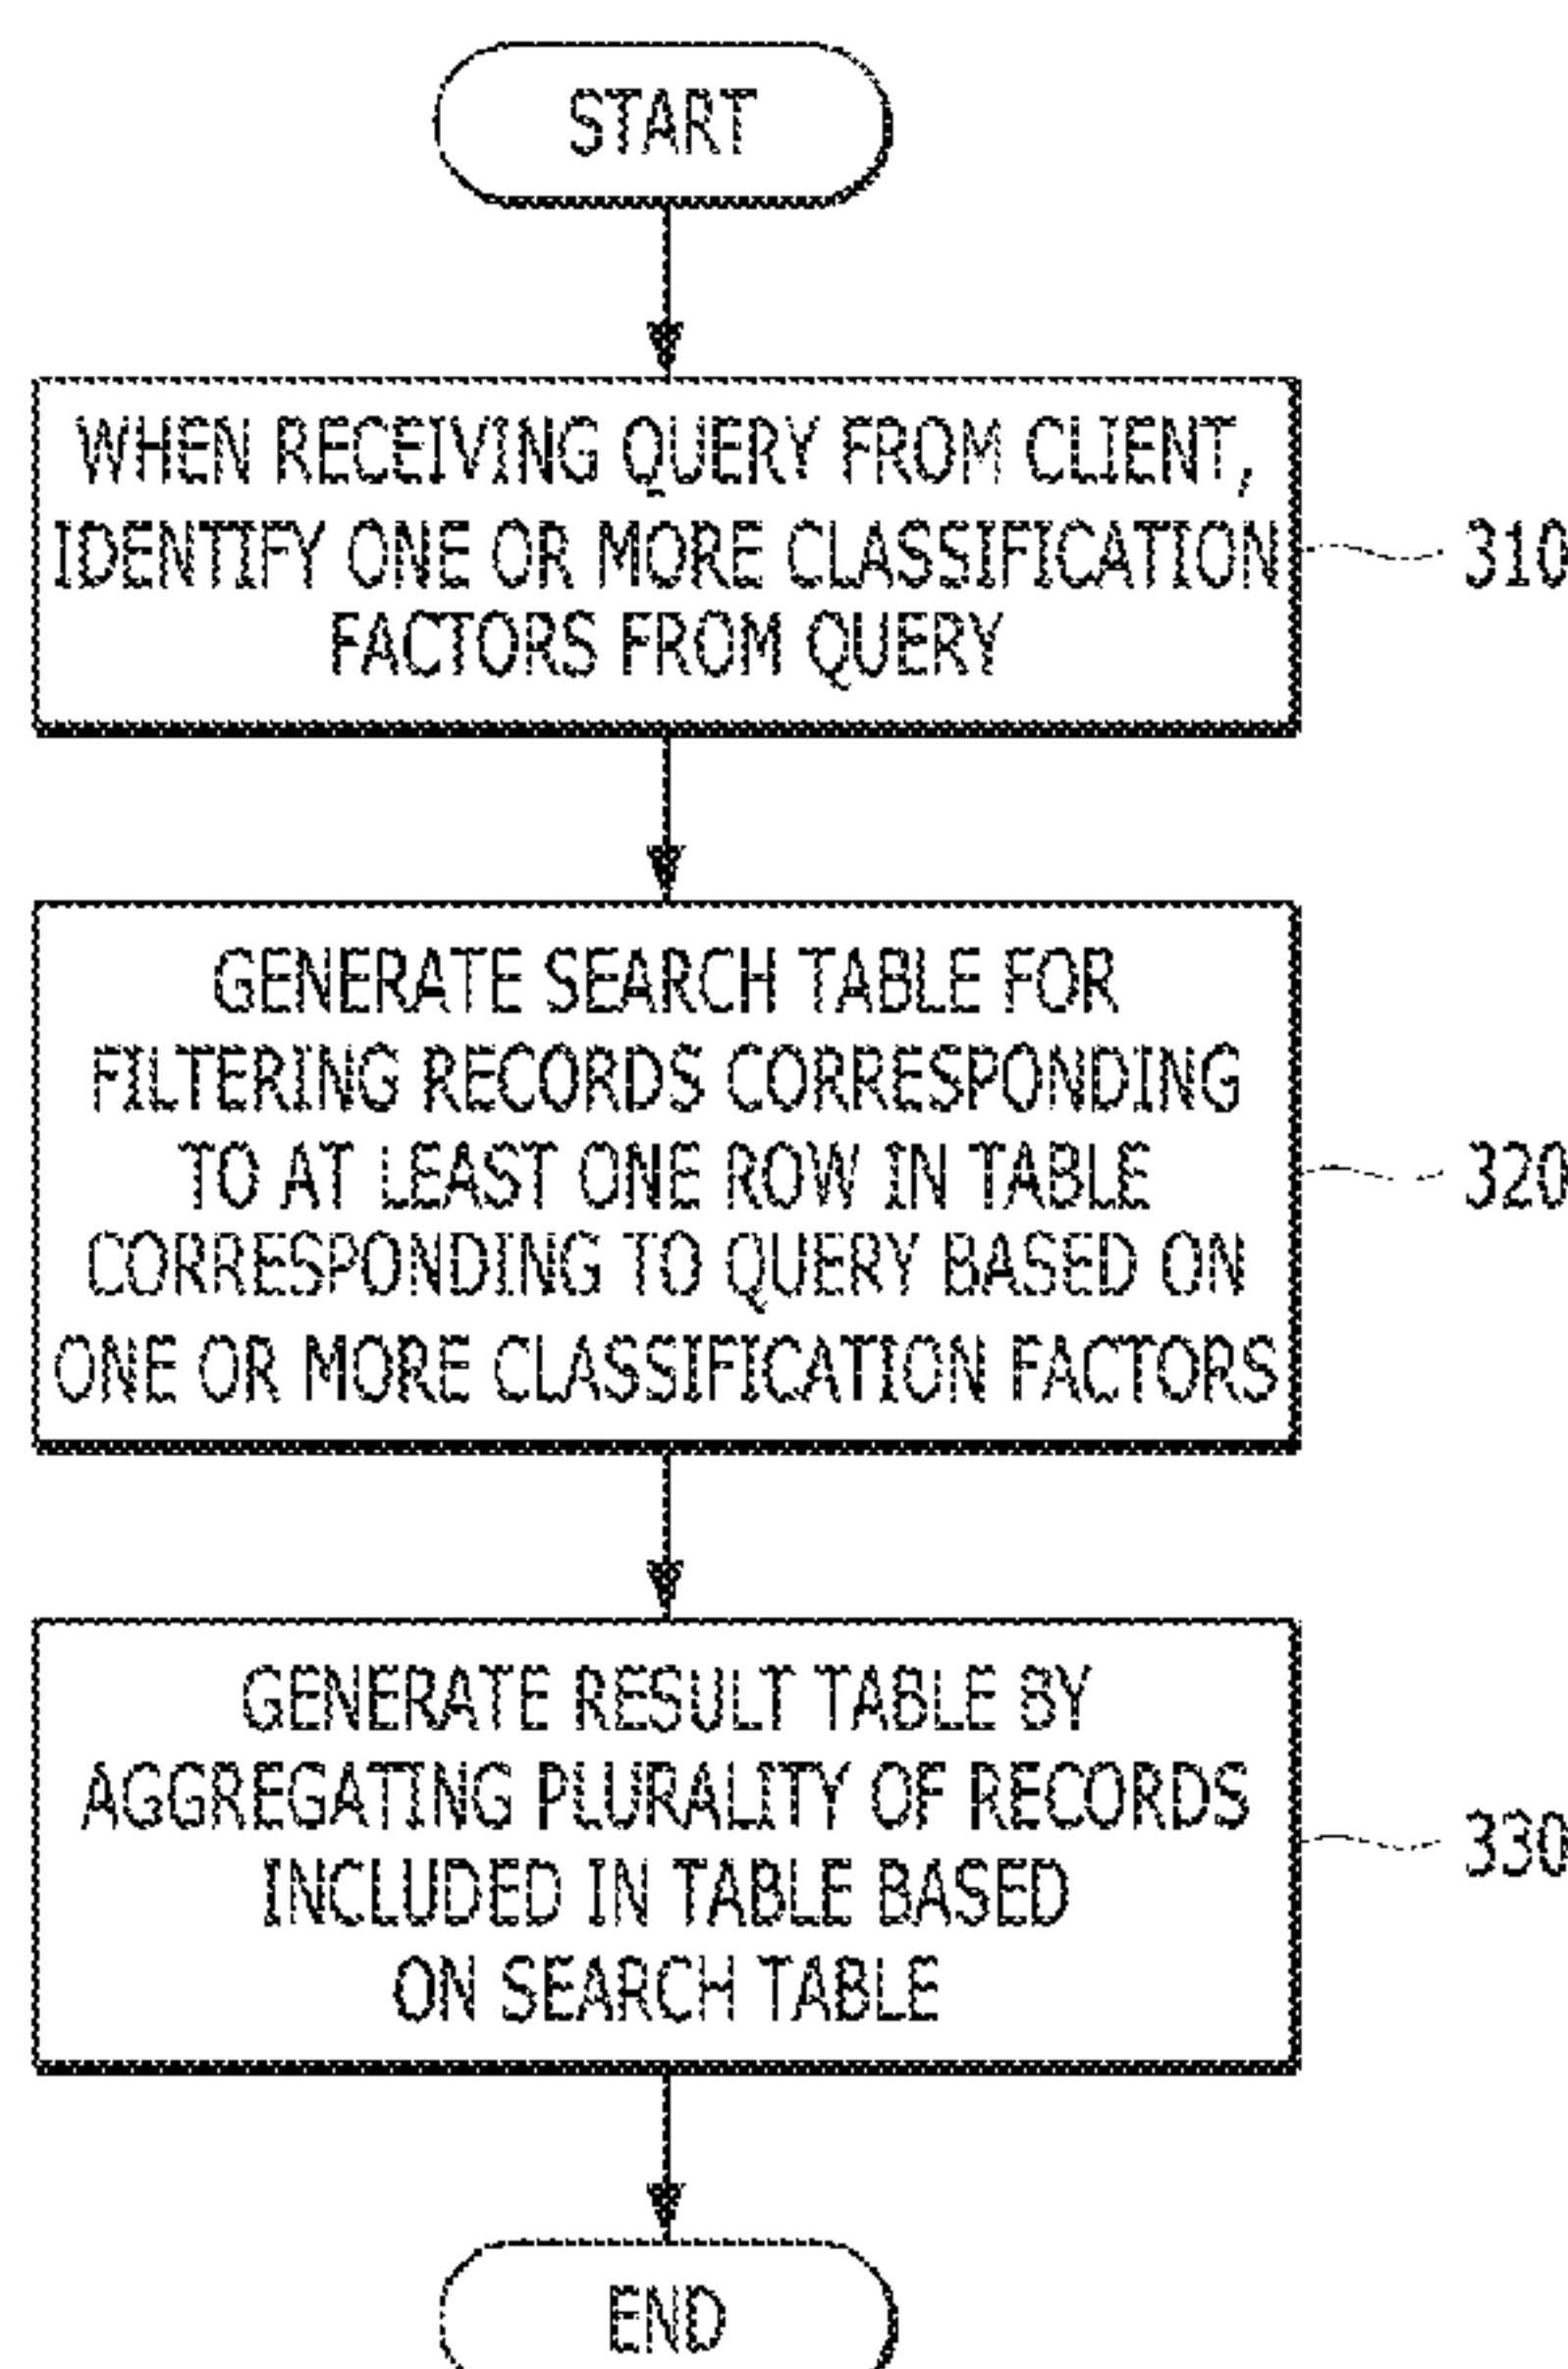 START
WHEN RECEIVING QUERY FROM CLIENT,
IDENTIFY ONE OR MORE CLASSIFICATION
FACTORS FROM QUERY
310
GENERATE SEARCH TABLE FOR
FILTERING RECORDS CORRESPONDING
TO AT LEAST ONE ROW IN TABLE
CORRESPONDING TO QUERY BASED ON
ONE OR MORE CLASSIFICATION FACTORS
320
GENERATE RESULT TABLE BY
AGGREGATING PLURALITY OF RECORDS
INCLUDED IN TABLE BASED
ON SEARCH TABLE
330
END